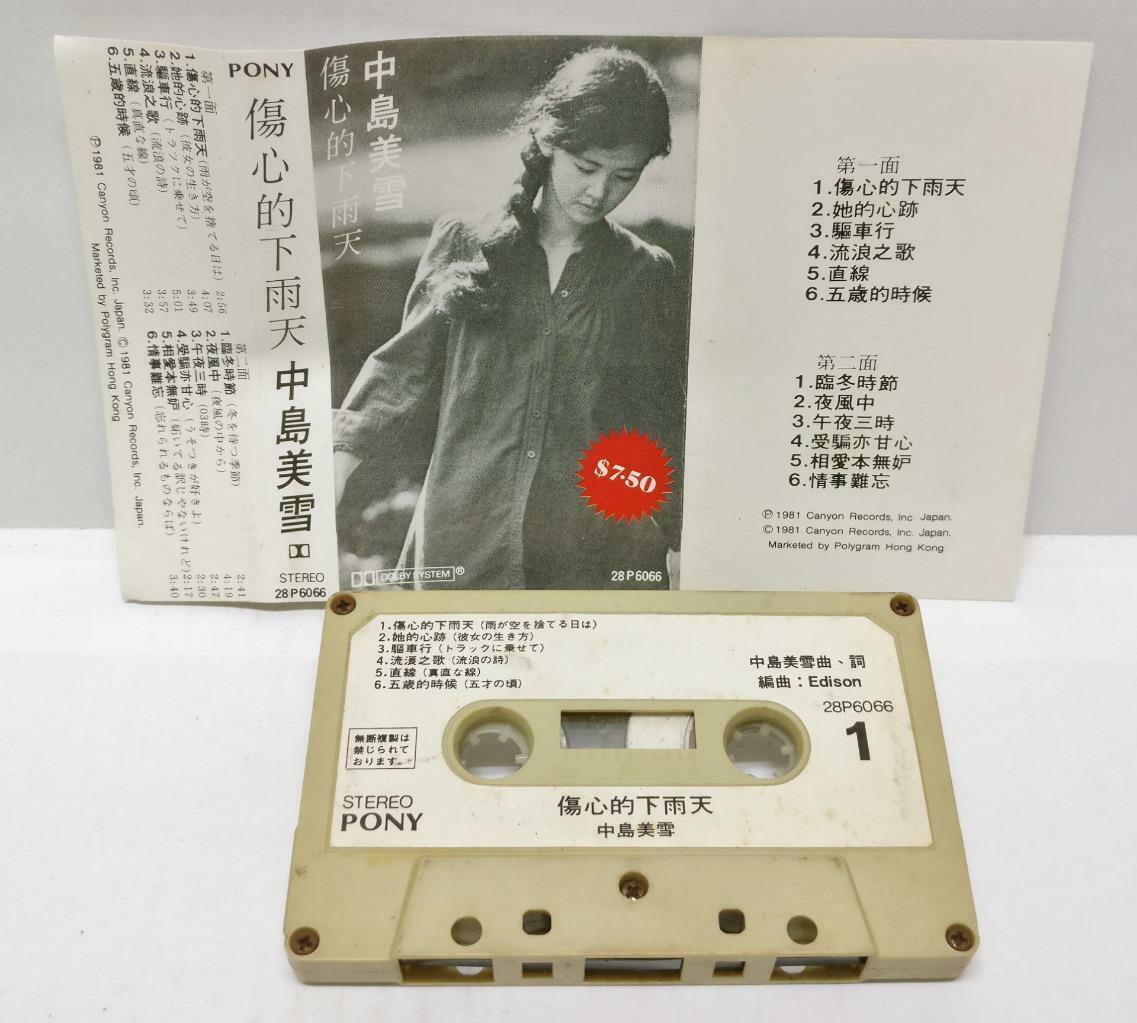 第一面
1.傷心的下雨天(雨が空を捨てる日は) 2:56
2.她的心跡(彼女の生き方) 4:07
3.驅車行(トラックに乗せて) 3:49
4.流浪之歌(流浪の詩) 5:01
5.直線(真直な線) 3:57
6.五歲的時候(五才の頃) 3:32
第二面
1.臨冬時節(冬を待つ季節) 2:41
2.夜風中(夜風の中から) 4:19
3.午夜三時(03時) 2:47
4.受騙亦甘心(うそつきが好きよ) 2:30
5.相愛本無妒(妬いてる訳じゃないけれど) 2:17
6.情事難忘(忘れられるものならば) 3:40
℗1981 Canyon Records, Inc. Japan. ©1981 Canyon Records, Inc. Japan.
Marketed by Polygram Hong Kong
PONY
傷心的下雨天 中島美雪
STEREO
28P6066
中島美雪
傷心的下雨天
$7.50
DOLBY SYSTEM®
28P6066
第一面
1.傷心的下雨天
2.她的心跡
3.驅車行
4.流浪之歌
5.直線
6.五歲的時候
第二面
1.臨冬時節
2.夜風中
3.午夜三時
4.受騙亦甘心
5.相愛本無妒
6.情事難忘
℗1981 Canyon Records, Inc Japan.
©1981 Canyon Records, Inc. Japan.
Marketed by Polygram Hong Kong
1.傷心的下雨天(雨が空を捨てる日は)
2.她的心跡(彼女の生き方)
3.驅車行(トラックに乗せて)
4.流浪之歌(流浪の詩)
5.直線(真直な線)
6.五歲的時候(五才の頃)
中島美雪曲、詞
編曲：Edison
28P6066
1
無断複製は
禁じられて
おります。
STEREO
PONY
傷心的下雨天
中島美雪